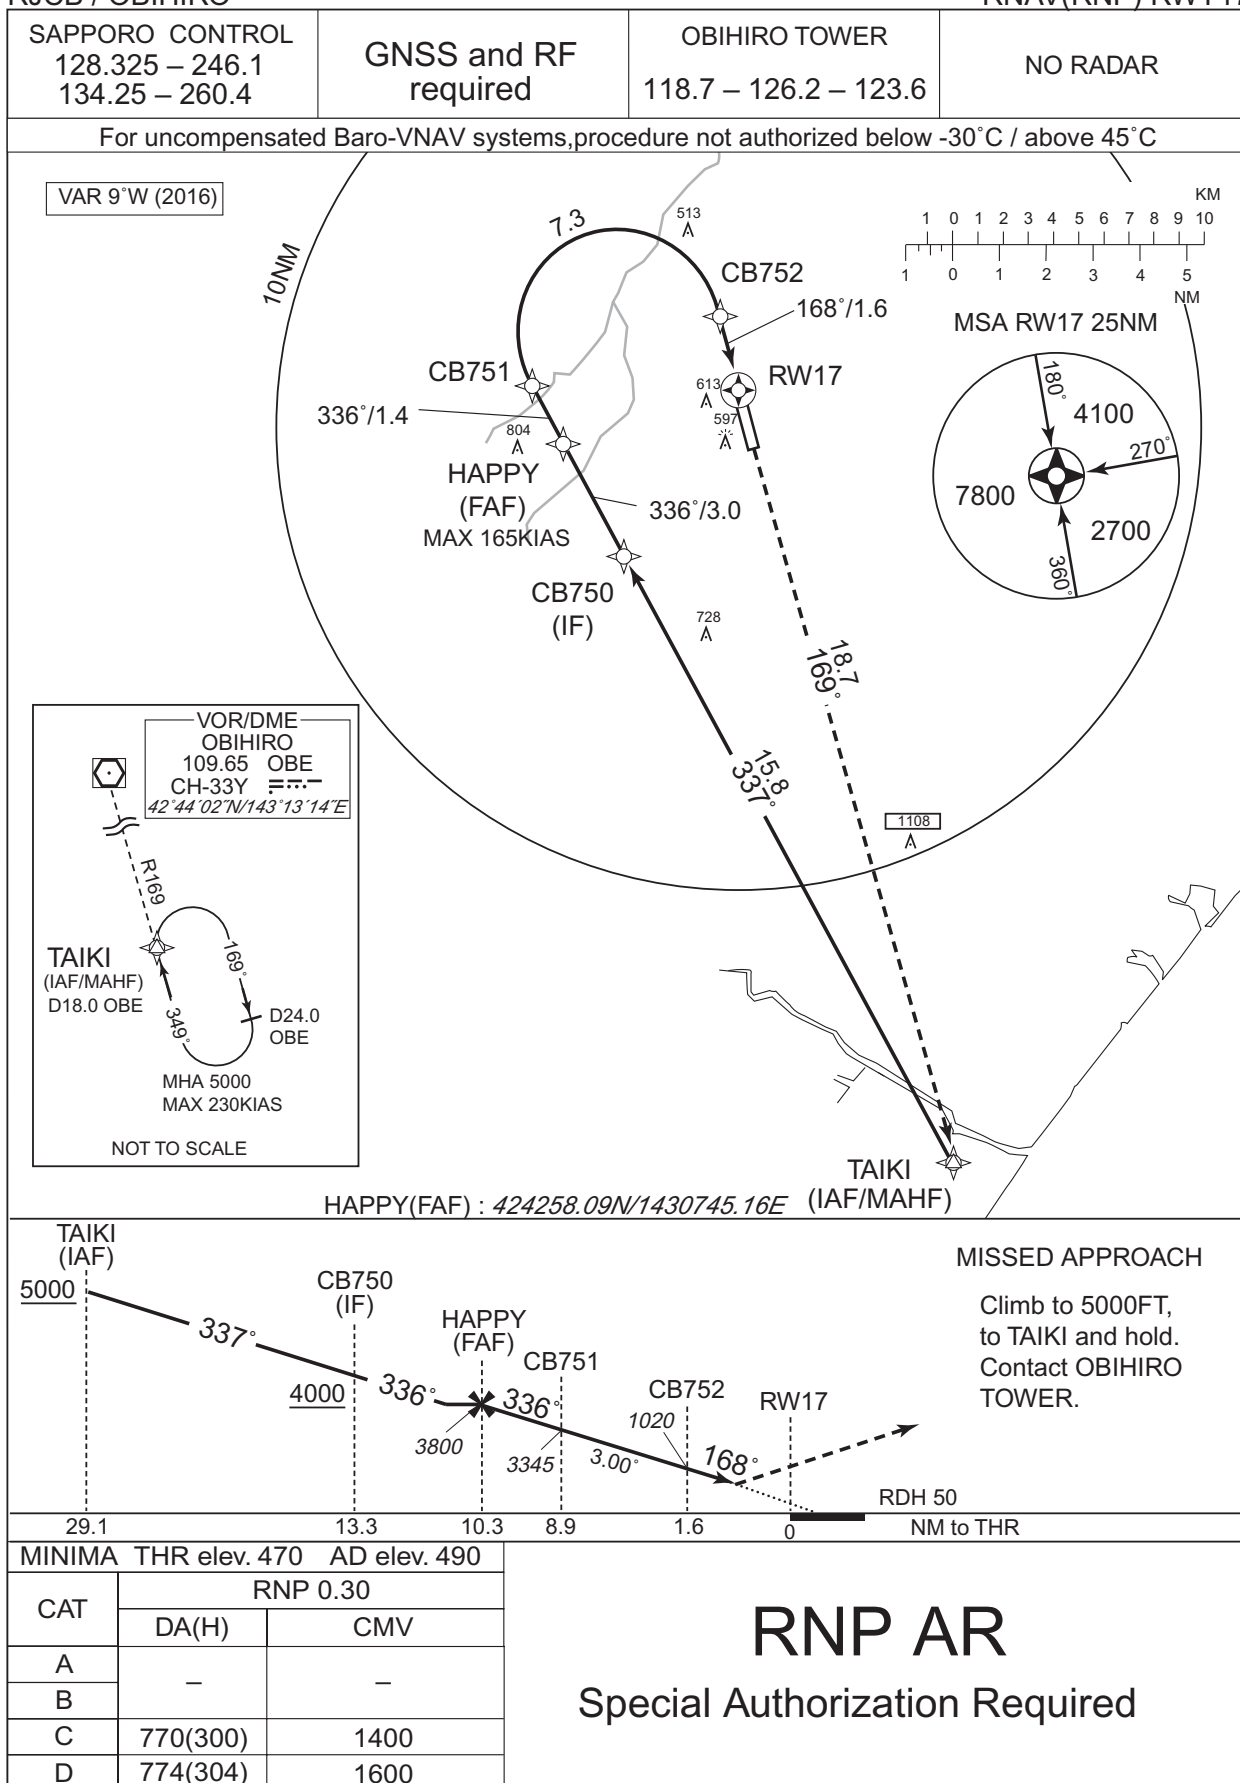 RJCB / OBIHIRO
RNAV(RNP) RWY17
SAPPORO CONTROL
128.325 – 246.1
134.25 – 260.4
GNSS and RF
required
OBIHIRO TOWER
118.7 – 126.2 – 123.6
NO RADAR
For uncompensated Baro-VNAV systems,procedure not authorized below -30˚C / above 45˚C
VAR 9˚W (2016)
10NM
7.3
513
CB752
168˚/1.6
KM
1 0 1 2 3 4 5 6 7 8 9 10
1 0 1 2 3 4 5
NM
MSA RW17 25NM
180˚
4100
270˚
7800
2700
360˚
CB751
336˚/1.4
613
RW17
597
804
HAPPY
(FAF)
MAX 165KIAS
336˚/3.0
CB750
(IF)
728
18.7
169˚
15.8
337˚
1108
VOR/DME
OBIHIRO
109.65 OBE
CH-33Y
42˚44´02˝N/143˚13´14˝E
R169
TAIKI
(IAF/MAHF)
D18.0 OBE
169˚
349˚
D24.0
OBE
MHA 5000
MAX 230KIAS
NOT TO SCALE
TAIKI
(IAF/MAHF)
HAPPY(FAF) : 424258.09N/1430745.16E
TAIKI
(IAF)
5000
337˚
CB750
(IF)
4000
336˚
HAPPY
(FAF)
3800
336˚
CB751
3345
3.00˚
CB752
1020
168˚
RW17
RDH 50
29.1 13.3 10.3 8.9 1.6 0 NM to THR
MISSED APPROACH
Climb to 5000FT,
to TAIKI and hold.
Contact OBIHIRO
TOWER.
MINIMA THR elev. 470 AD elev. 490
CAT
RNP 0.30
DA(H) CMV
A
B
– –
C 770(300) 1400
D 774(304) 1600
RNP AR
Special Authorization Required